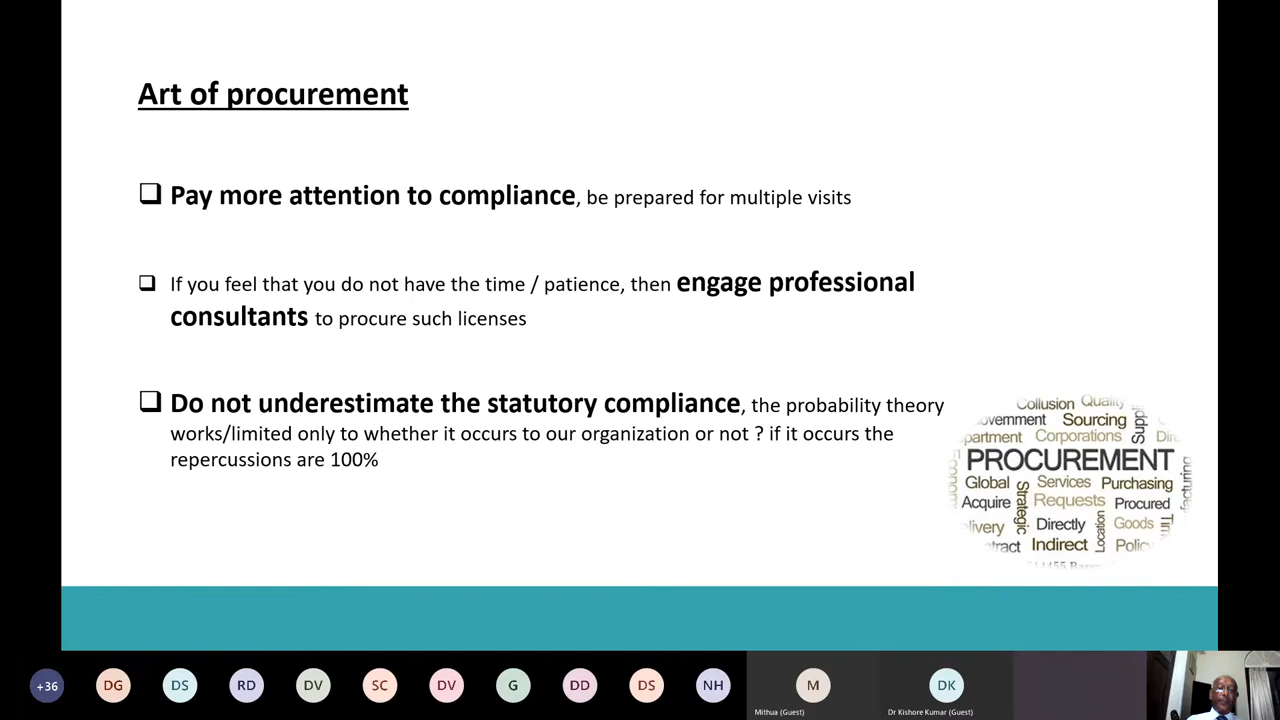 Art of procurement
❑ Pay more attention to compliance, be prepared for multiple visits
❑ If you feel that you do not have the time / patience, then engage professional
consultants to procure such licenses
❑ Do not underestimate the statutory compliance, the probability theory
works/limited only to whether it occurs to our organization or not ? if it occurs the
repercussions are 100%
Collusion Quality
Sourcing
Corporations
PROCUREMENT
Global Services Purchasing
Acquire Strategic Requests Procured
Directly Location Goods
Indirect
+36 DG DS RD DV SC DV G DD DS NH M DK
Mithua (Guest) Dr Kishore Kumar (Guest)